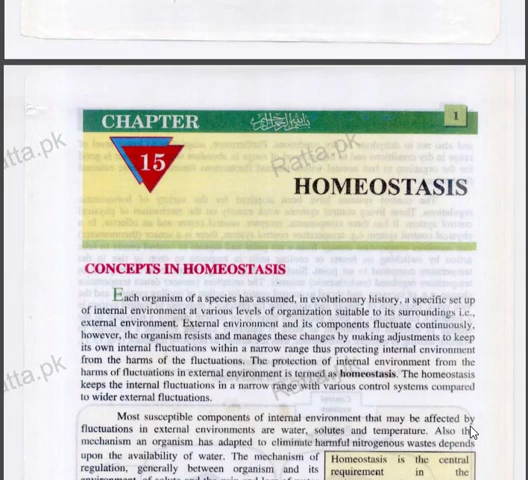 CHAPTER
بسم الله الرحمن الرحيم
1
15
HOMEOSTASIS
atta.pk
Ratta.pk
CONCEPTS IN HOMEOSTASIS
Each organism of a species has assumed, in evolutionary history, a specific set up
of internal environment at various levels of organization suitable to its surroundings i.e.,
external environment. External environment and its components fluctuate continuously,
however, the organism resists and manages these changes by making adjustments to keep
its own internal fluctuations within a narrow range thus protecting internal environment
from the harms of the fluctuations. The protection of internal environment from the
harms of fluctuations in external environment is termed as homeostasis. The homeostasis
keeps the internal fluctuations in a narrow range with various control systems compared
to wider external fluctuations.
atta.pk
Ratta.pk
Most susceptible components of internal environment that may be affected by
fluctuations in external environments are water, solutes and temperature. Also the
mechanism an organism has adapted to eliminate harmful nitrogenous wastes depends
upon the availability of water. The mechanism of
regulation, generally between organism and its
Homeostasis is the central
requirement in the